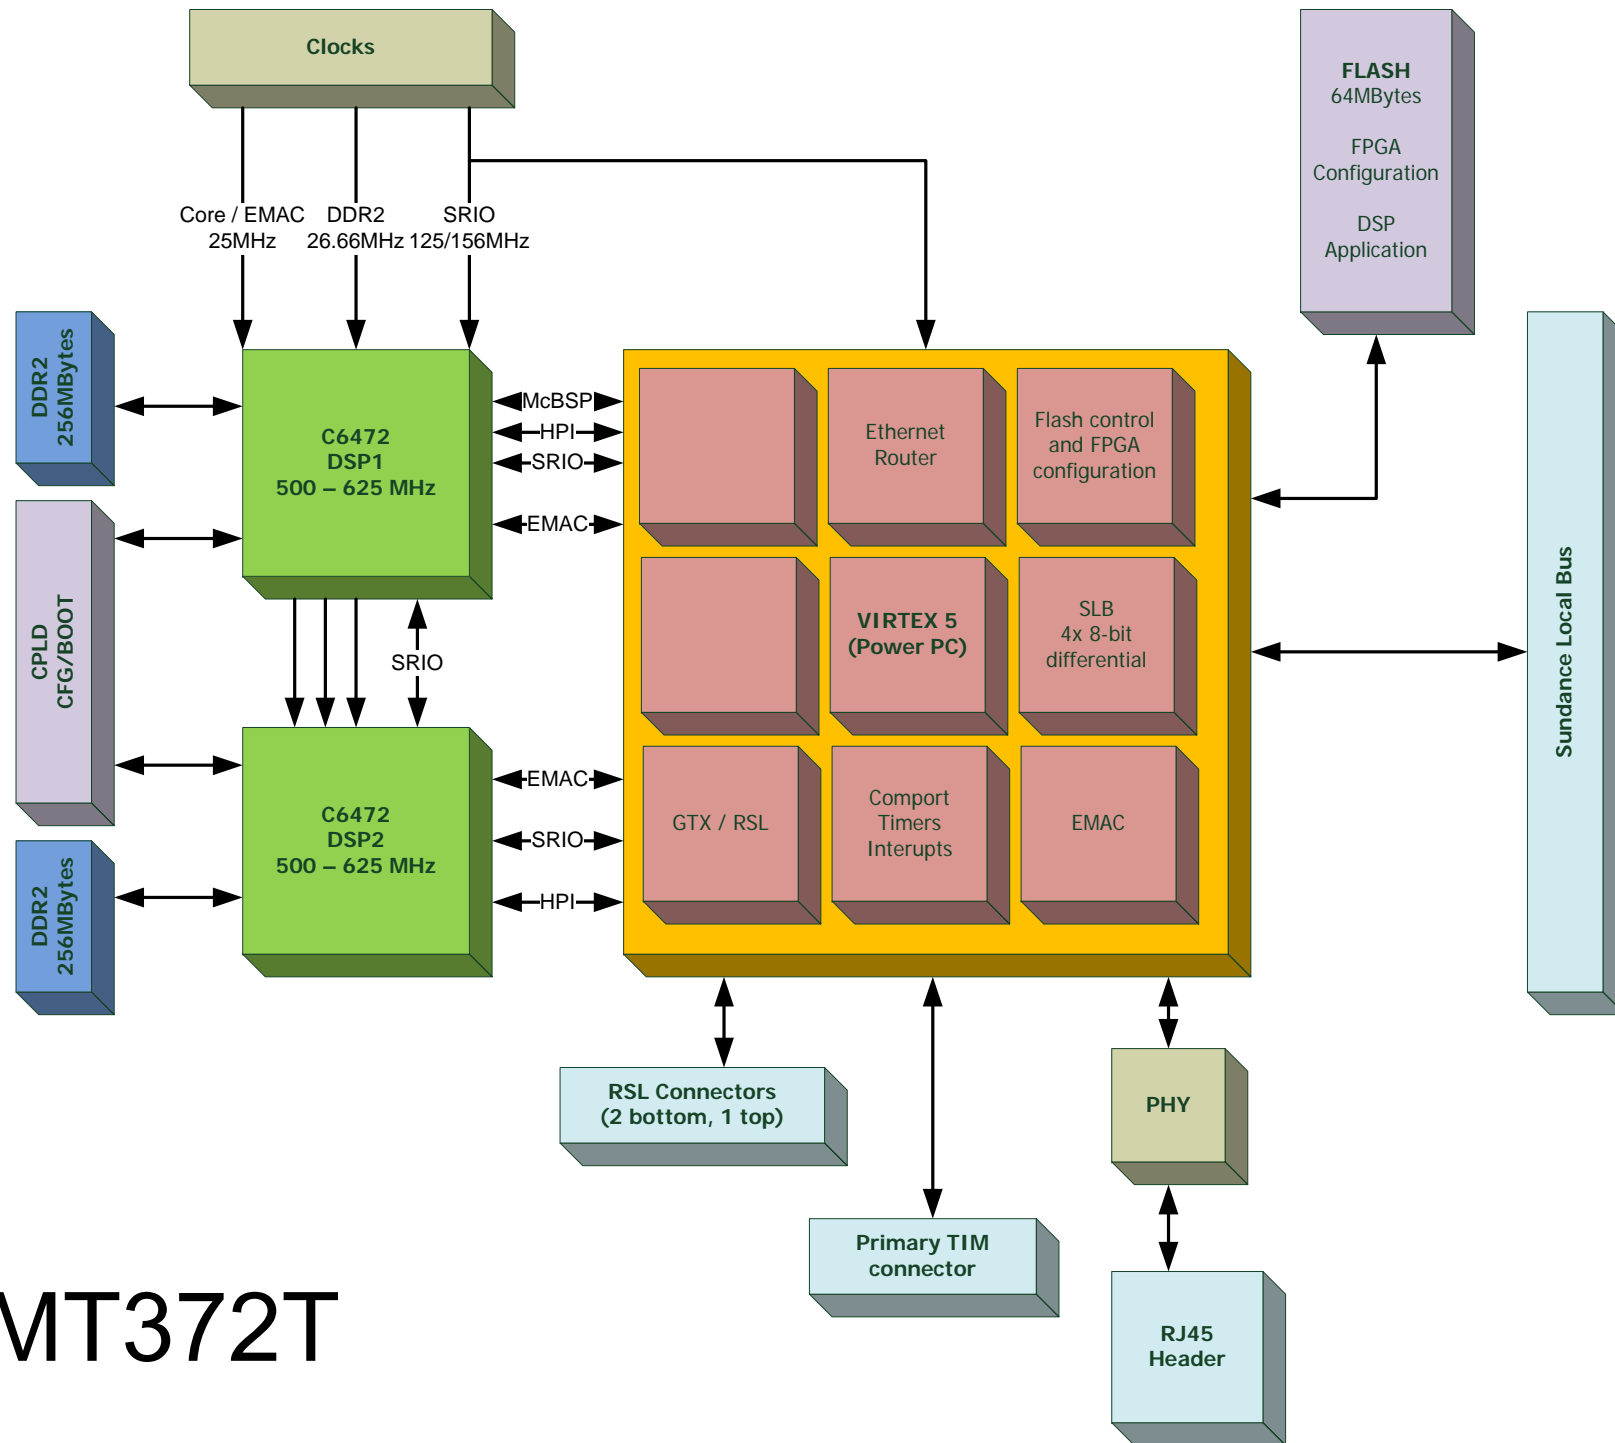 Clocks
FLASH
64MBytes
FPGA
Configuration
DSP
Application
Core / EMAC
25MHz
DDR2
26.66MHz
SRIO
125/156MHz
DDR2
256MBytes
C6472
DSP1
500 – 625 MHz
McBSP
HPI
SRIO
EMAC
Ethernet
Router
Flash control
and FPGA
configuration
CPLD
CFG/BOOT
SRIO
VIRTEX 5
(Power PC)
SLB
4x 8-bit
differential
Sundance Local Bus
C6472
DSP2
500 – 625 MHz
EMAC
SRIO
HPI
GTX / RSL
Comport
Timers
Interupts
EMAC
DDR2
256MBytes
RSL Connectors
(2 bottom, 1 top)
PHY
Primary TIM
connector
RJ45
Header
MT372T